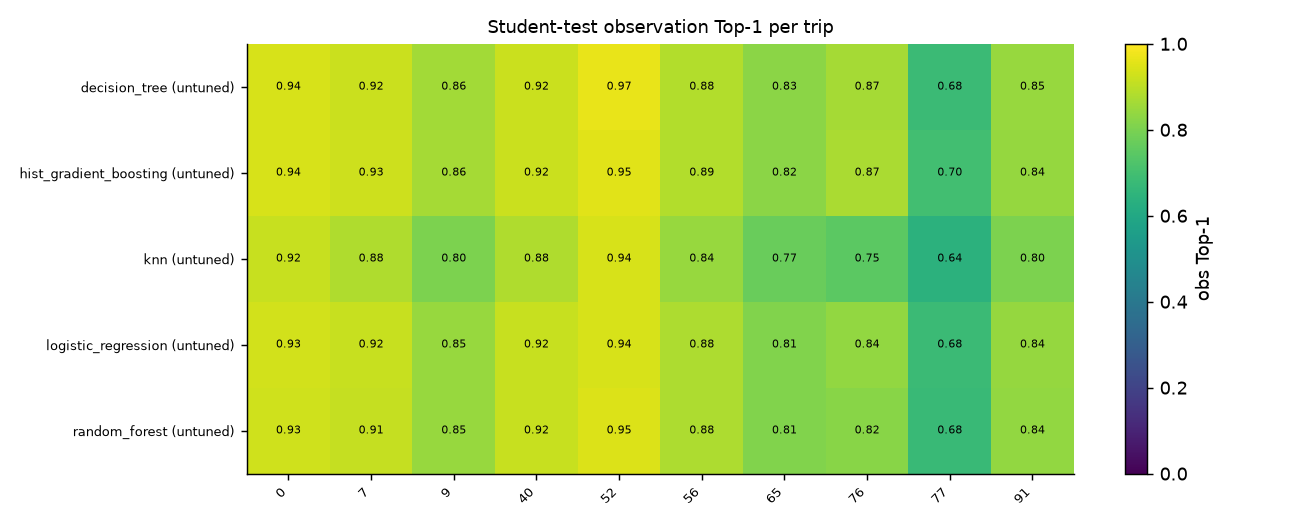 Student-test observation Top-1 per trip
decision_tree (untuned) 0.94 0.92 0.86 0.92 0.97 0.88 0.83 0.87 0.68 0.85
hist_gradient_boosting (untuned) 0.94 0.93 0.86 0.92 0.95 0.89 0.82 0.87 0.70 0.84
knn (untuned) 0.92 0.88 0.80 0.88 0.94 0.84 0.77 0.75 0.64 0.80
logistic_regression (untuned) 0.93 0.92 0.85 0.92 0.94 0.88 0.81 0.84 0.68 0.84
random_forest (untuned) 0.93 0.91 0.85 0.92 0.95 0.88 0.81 0.82 0.68 0.84
0 7 9 40 52 56 65 76 77 91
1.0
0.8
0.6
0.4
0.2
0.0
obs Top-1